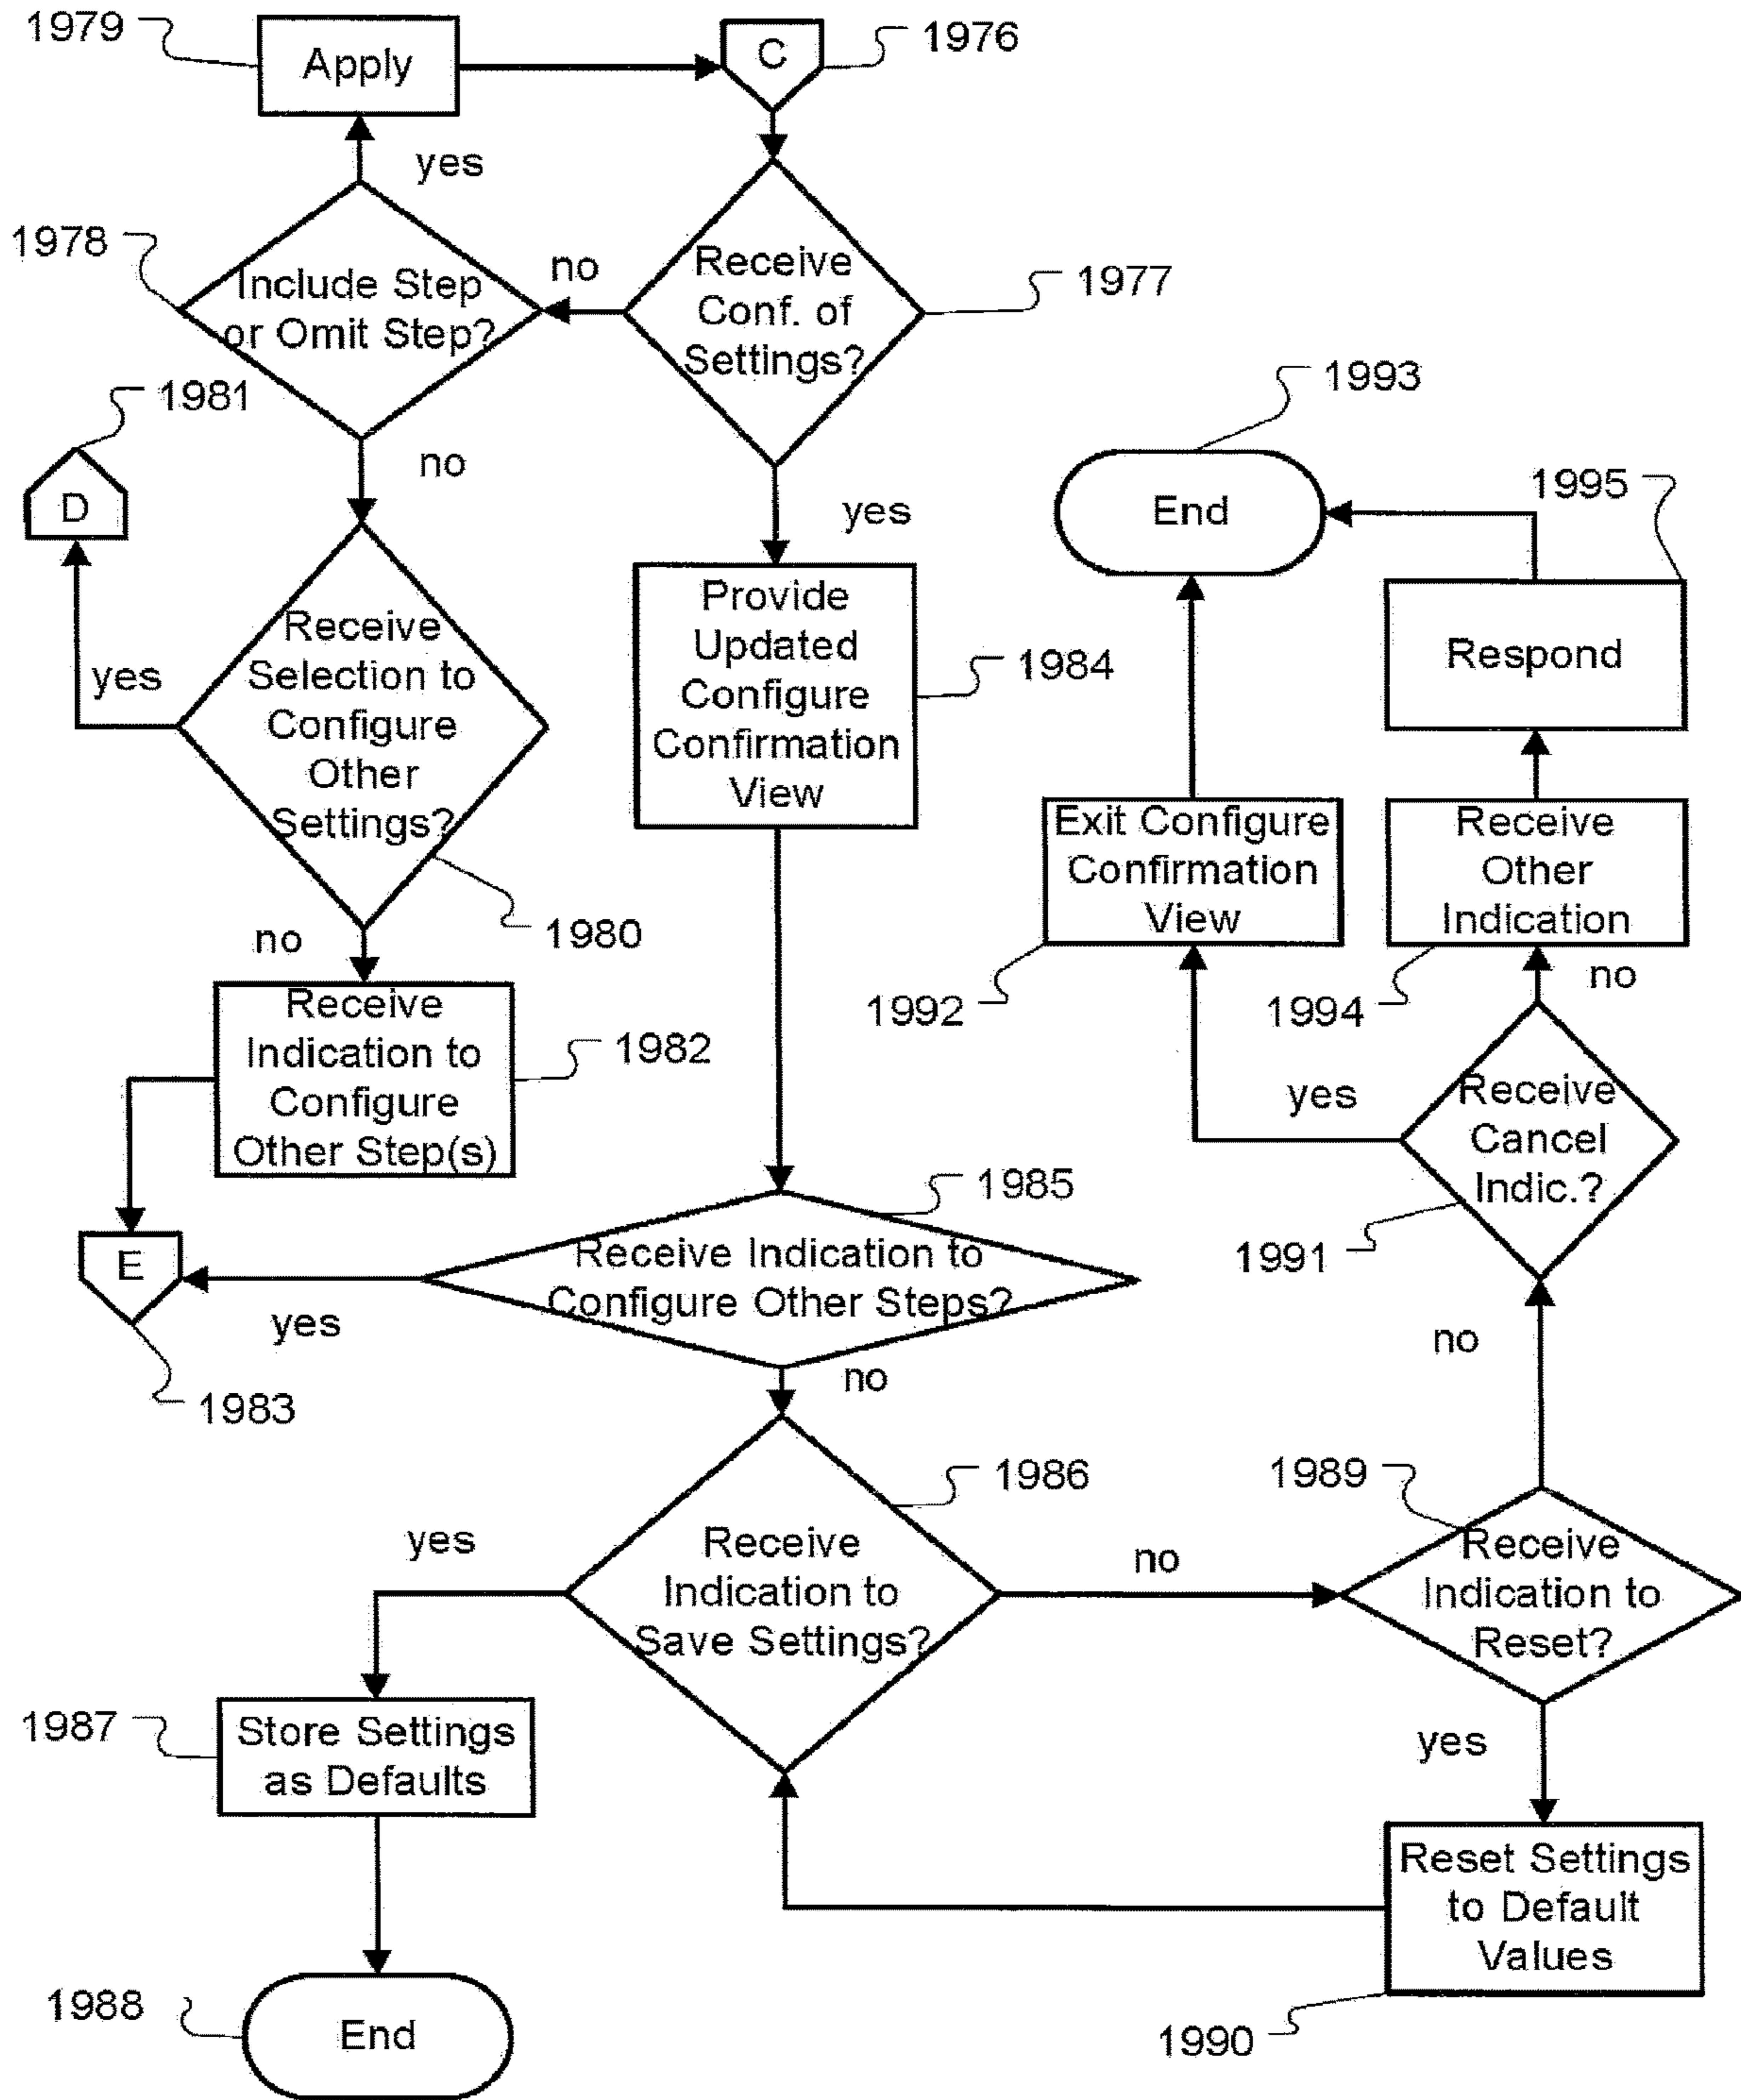 1979
Apply
C
1976
yes
1978
Include Step
or Omit Step?
no
Receive
Conf. of
Settings?
1977
1981
D
no
yes
1993
End
1995
Respond
yes
Receive
Selection to
Configure
Other
Settings?
1980
Provide
Updated
Configure
Confirmation
View
1984
Exit Configure
Confirmation
View
1992
Receive
Other
Indication
1994
no
no
Receive
Indication to
Configure
Other Step(s)
1982
yes
Receive
Cancel
Indic.?
1991
1985
E
yes
1983
Receive Indication to
Configure Other Steps?
no
no
1986
1989
yes
Receive
Indication to
Save Settings?
no
Receive
Indication to
Reset?
1987
Store Settings
as Defaults
yes
Reset Settings
to Default
Values
1990
1988
End